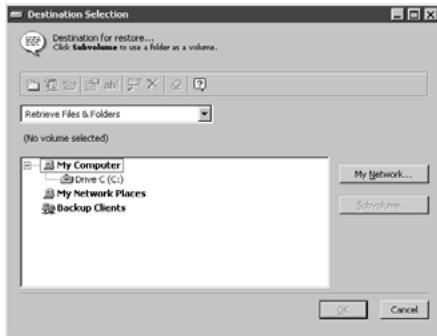 Destination Selection
Destination for restore...
Click Subvolume to use a folder as a volume.
ab
Retrieve Files & Folders
(No volume selected)
My Computer
Drive C (C:)
My Network Places
Backup Clients
My Network...
Subvolume...
OK
Cancel